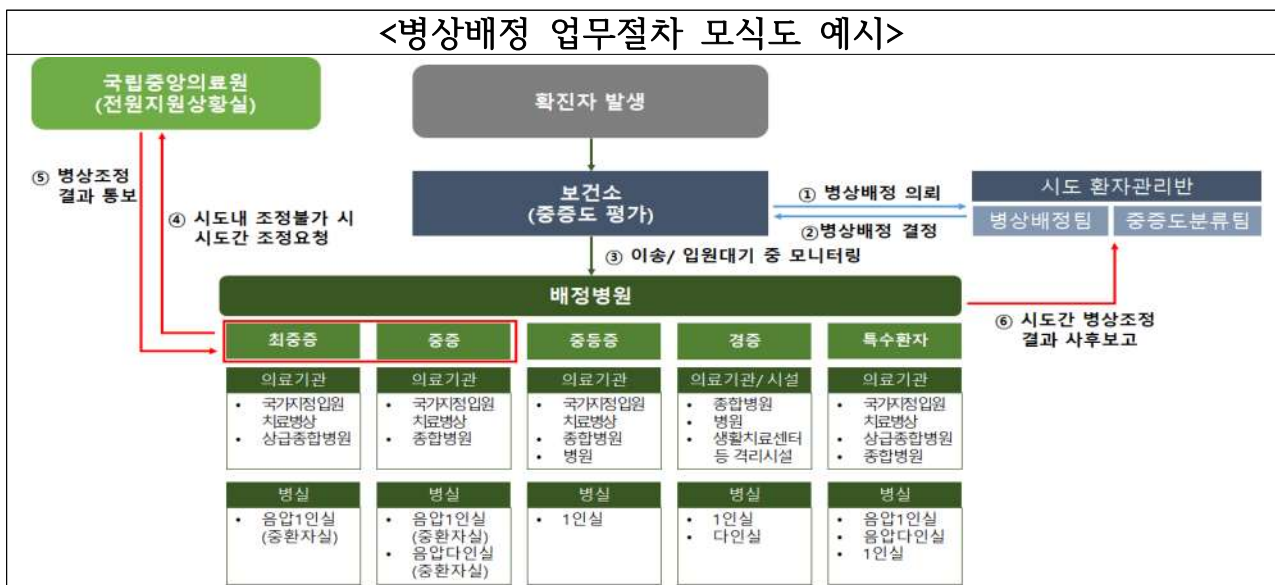 <병상배정 업무절차 모식도 예시>
국립중앙의료원
(전원지원상황실)
확진자 발생
⑤ 병상조정
결과 통보
④ 시도내 조정불가 시
시도간 조정요청
보건소
(중증도 평가)
① 병상배정 의뢰
②병상배정 결정
시도 환자관리반
병상배정팀
중증도분류팀
③ 이송/ 입원대기 중 모니터링
배정병원
⑥ 시도간 병상조정
결과 사후보고
최중증
의료기관
• 국가지정입원
치료병상
• 상급종합병원
병실
• 음압1인실
(중환자실)
중증
의료기관
• 국가지정입원
치료병상
• 종합병원
병실
• 음압1인실
(중환자실)
• 음압다인실
(중환자실)
중등증
의료기관
• 국가지정입원
치료병상
• 종합병원
• 병원
병실
• 1인실
경증
의료기관/ 시설
• 종합병원
• 병원
• 생활치료센터
등 격리시설
병실
• 1인실
• 다인실
특수환자
의료기관
• 국가지정입원
치료병상
• 상급종합병원
• 종합병원
병실
• 음압1인실
• 음압다인실
• 1인실